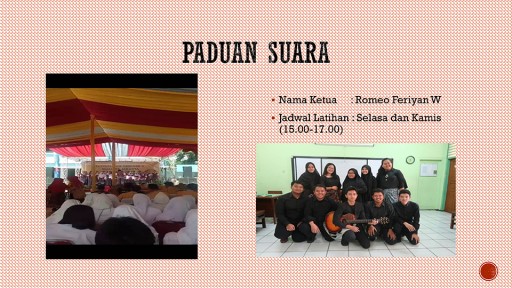 PADUAN SUARA
Nama Ketua : Romeo Feriyan W
Jadwal Latihan : Selasa dan Kamis
(15.00-17.00)